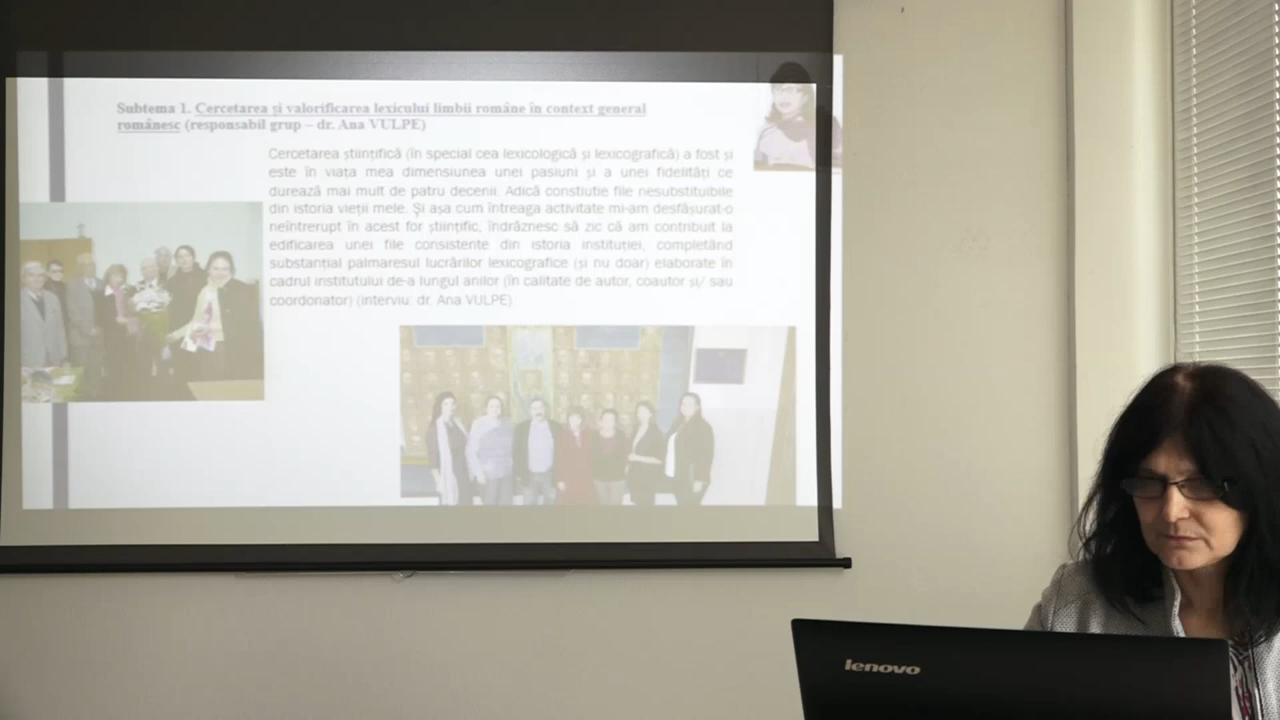 Subtema 1. Cercetarea și valorificarea lexicului limbii române în context general
românesc (responsabil grup – dr. Ana VULPE)
Cercetarea științifică (în special cea lexicologică și lexicografică) a fost și
este în viața mea dimensiunea unei pasiuni și a unei fidelități ce
durează mai mult de patru decenii. Adică constiutie file nesubstituibile
din istoria vieții mele. Și așa cum întreaga activitate mi-am desfășurat-o
neîntrerupt în acest for științific, îndrăznesc să zic că am contribuit la
edificarea unei file consistente din istoria instituției, completând
substanțial palmaresul lucrărilor lexicografice (și nu doar) elaborate în
cadrul institutului de-a lungul anilor (în calitate de autor, coautor și/ sau
coordonator) (interviu: dr. Ana VULPE)
lenovo